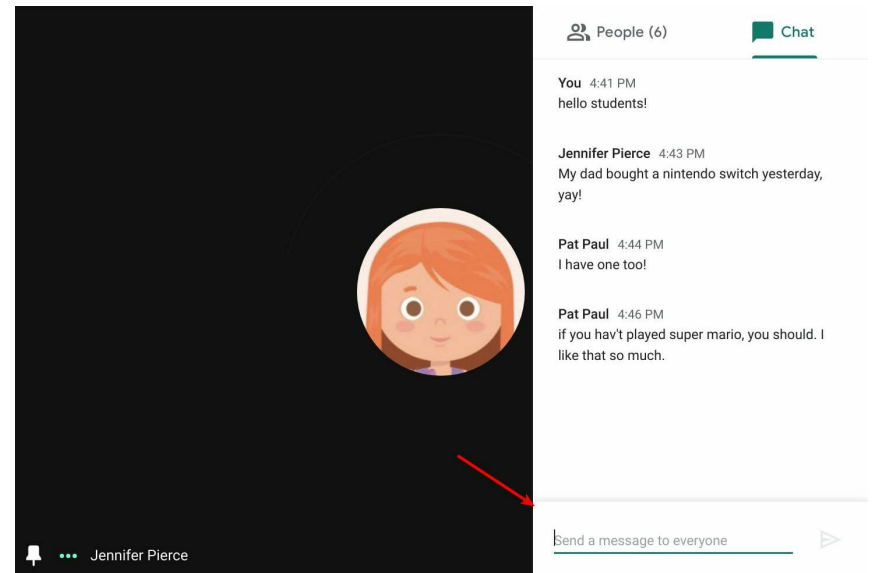 People (6)
Chat
You 4:41 PM
hello students!
Jennifer Pierce 4:43 PM
My dad bought a nintendo switch yesterday,
yay!
Pat Paul 4:44 PM
I have one too!
Pat Paul 4:46 PM
if you hav't played super mario, you should. I
like that so much.
Send a message to everyone
Jennifer Pierce